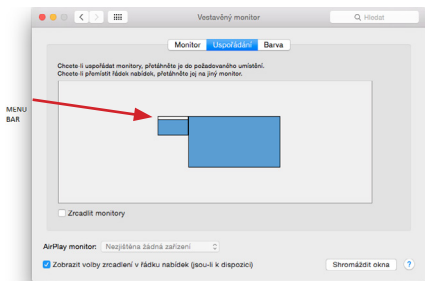 Vestavěný monitor
Hledat
Monitor Uspořádání Barva
Chcete-li uspořádat monitory, přetáhněte je do požadovaného umístění.
Chcete-li přemístit řádek nabídek, přetáhněte jej na jiný monitor.
MENU
BAR
Zrcadlit monitory
AirPlay monitor: Nezjištěna žádná zařízení
Zobrazit volby zrcadlení v řádku nabídek (jsou-li k dispozici)
Shromáždit okna ?